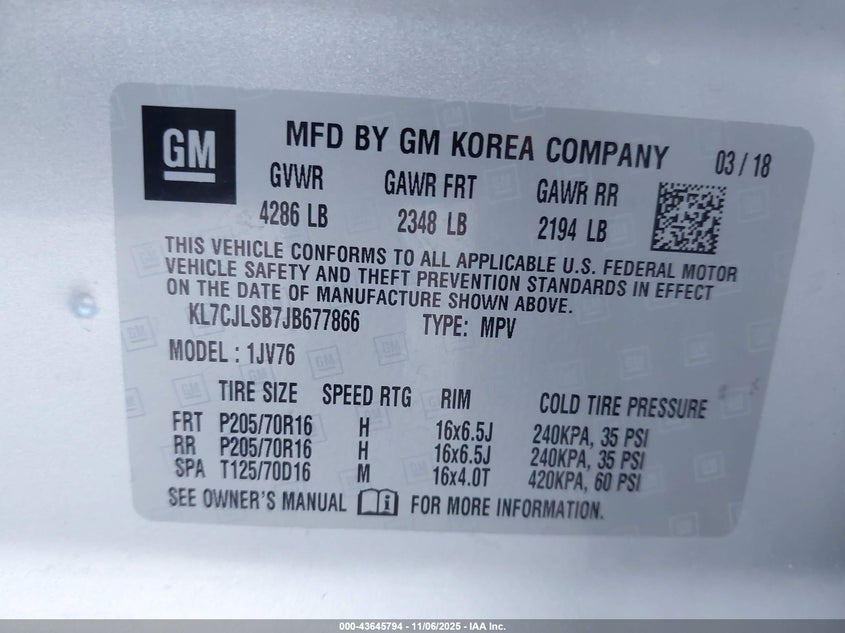 GM
MFD BY GM KOREA COMPANY 03 / 18
GVWR GAWR FRT GAWR RR
4286 LB 2348 LB 2194 LB
THIS VEHICLE CONFORMS TO ALL APPLICABLE U.S. FEDERAL MOTOR
VEHICLE SAFETY AND THEFT PREVENTION STANDARDS IN EFFECT
ON THE DATE OF MANUFACTURE SHOWN ABOVE.
KL7CJLSB7JB677866 TYPE: MPV
MODEL : 1JV76
TIRE SIZE SPEED RTG RIM COLD TIRE PRESSURE
FRT P205/70R16 H 16x6.5J 240KPA, 35 PSI
RR P205/70R16 H 16x6.5J 240KPA, 35 PSI
SPA T125/70D16 M 16x4.0T 420KPA, 60 PSI
SEE OWNER'S MANUAL i FOR MORE INFORMATION.
000-43645794 - 11/06/2025 - IAA Inc.